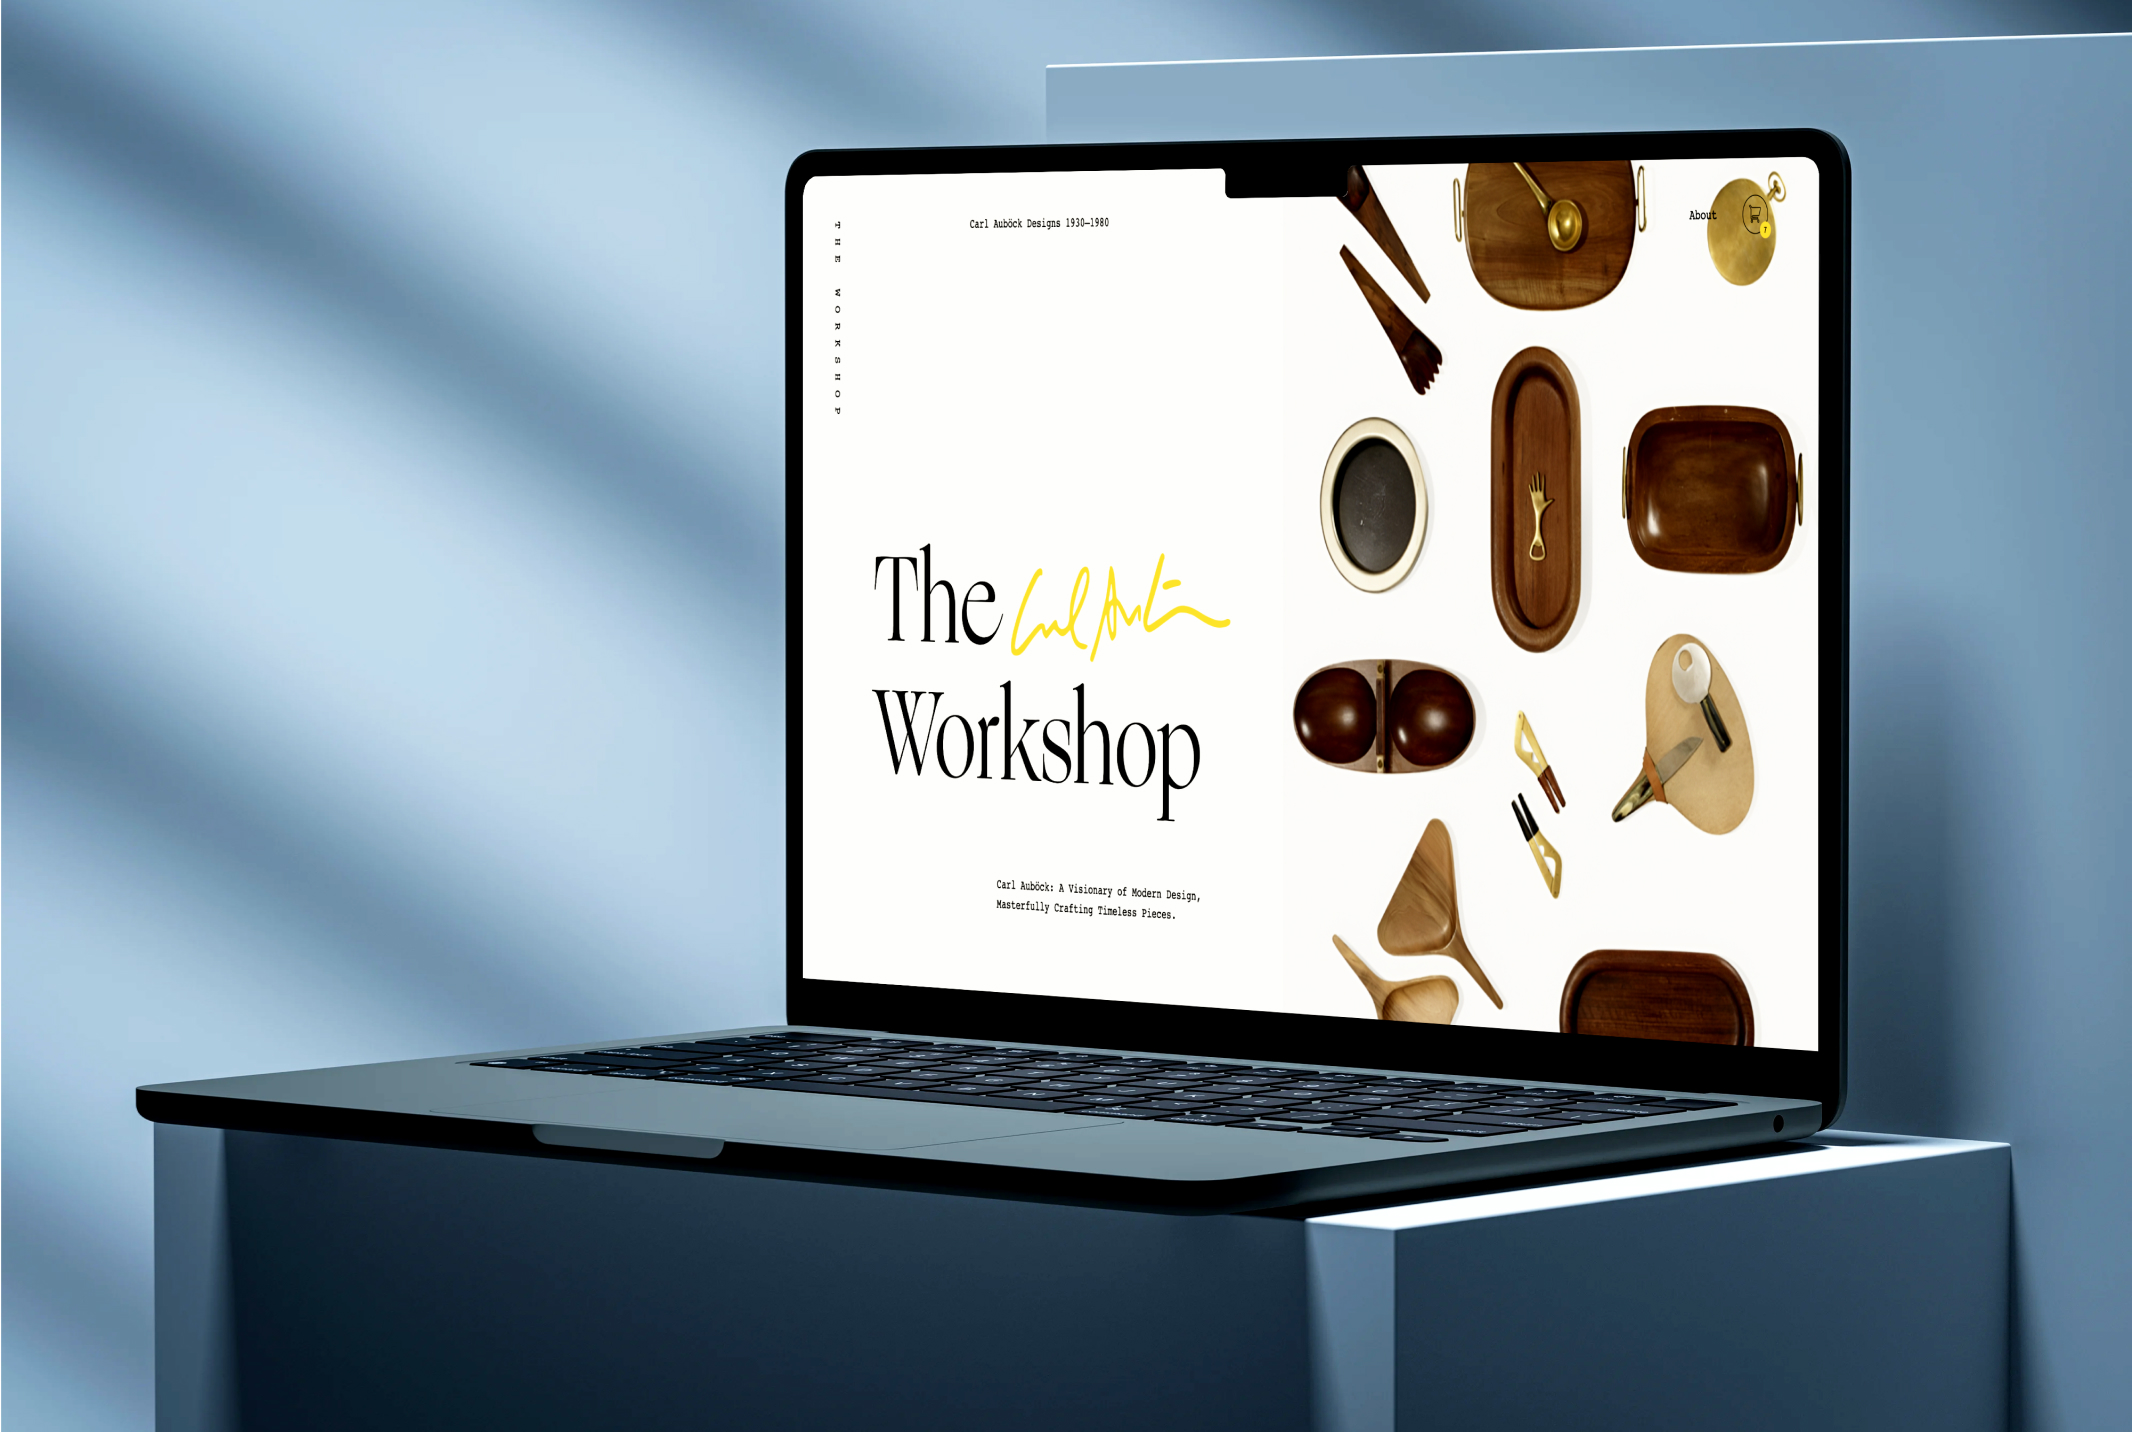 THE WORKSHOP
Carl Auböck Designs 1930–1980
About
7
The
Workshop
Carl Auböck: A Visionary of Modern Design,
Masterfully Crafting Timeless Pieces.